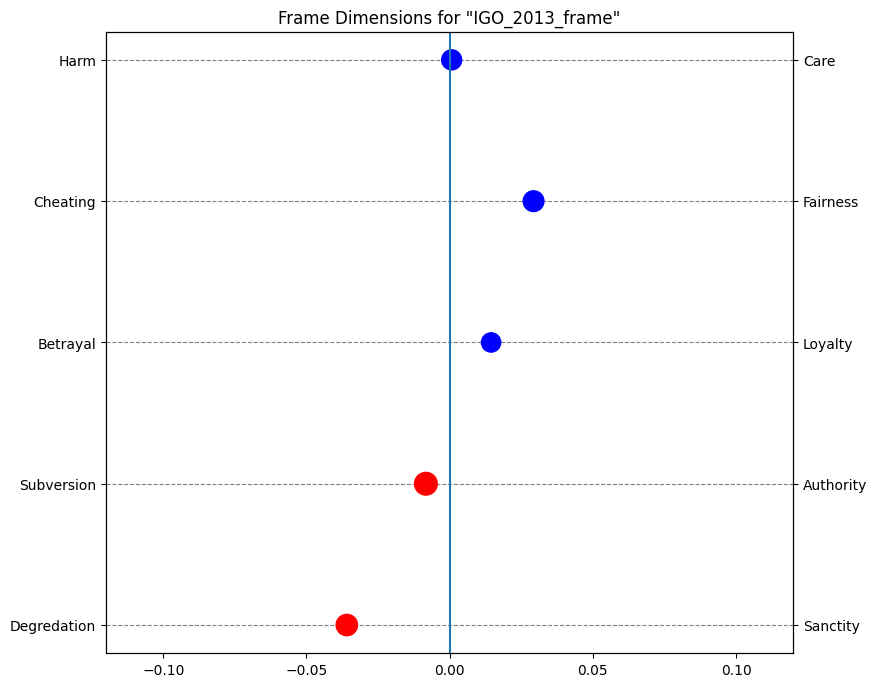 Frame Dimensions for "IGO_2013_frame"
Harm Care
Cheating Fairness
Betrayal Loyalty
Subversion Authority
Degredation Sanctity
−0.10 −0.05 0.00 0.05 0.10